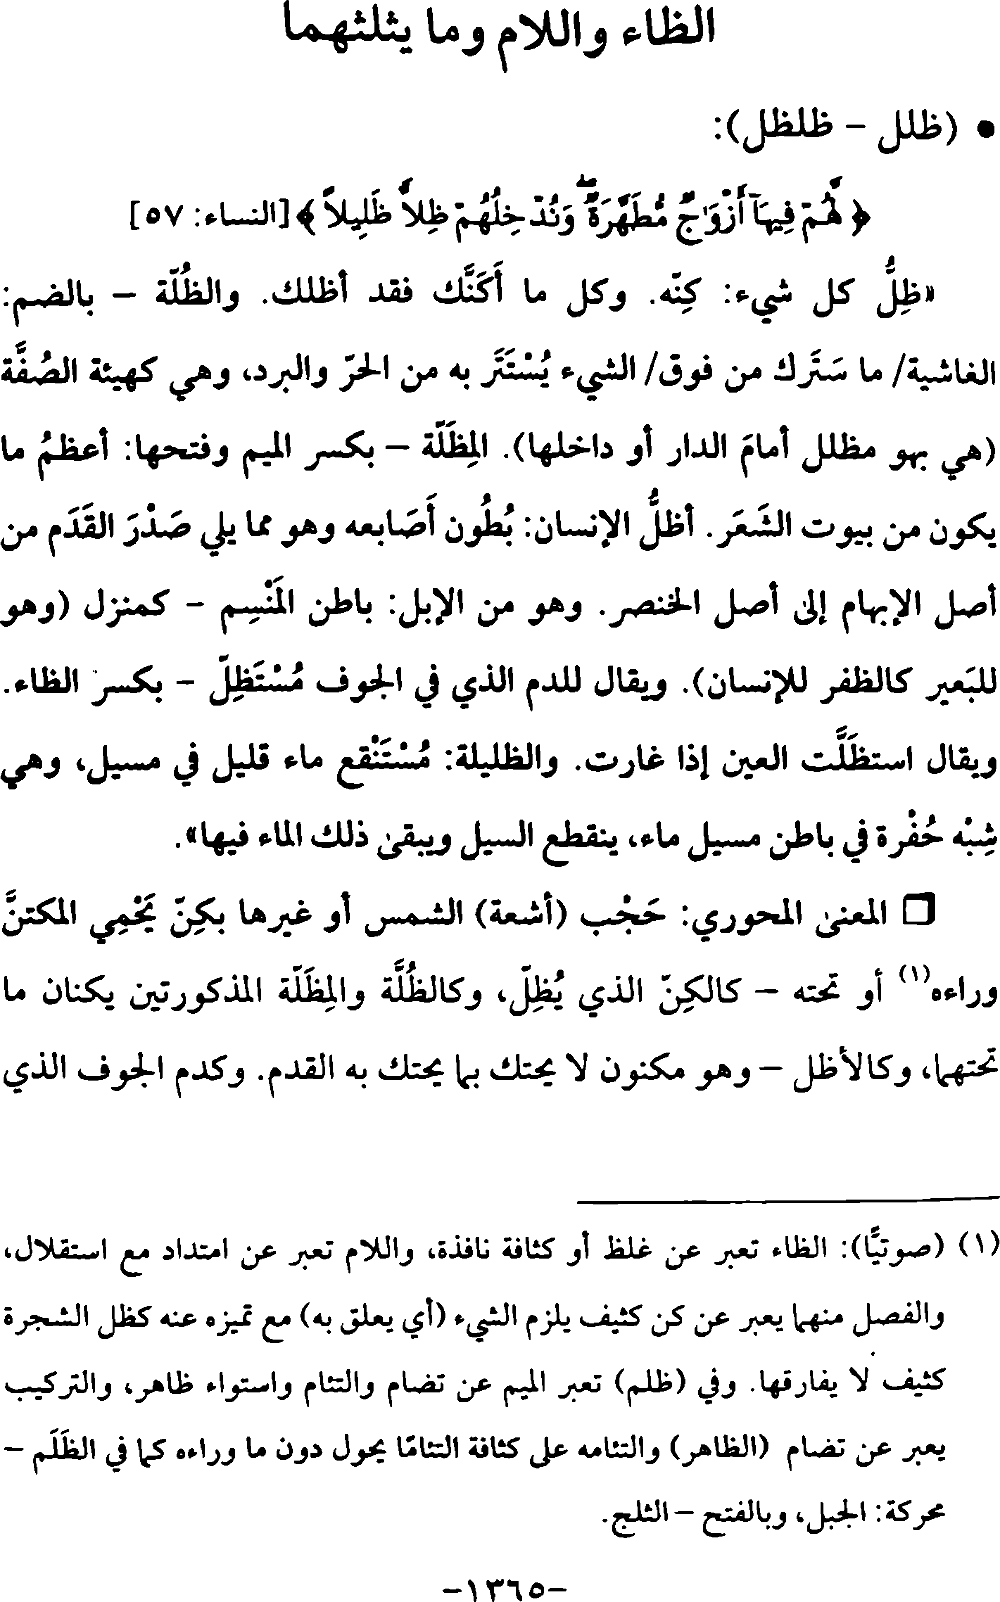 الظاء واللام وما يثلثهما
• (ظلل - ظلظل):
﴿ لَّهُمْ فِيهَآ أَزْوَٰجٌ مُّطَهَّرَةٌ ۖ وَنُدْخِلُهُمْ ظِلًّا ظَلِيلاً ﴾ [النساء: ٥٧]
«ظِلُّ كل شيء: كِنّه. وكل ما أَكَنَّك فقد أظلك. والظُلّة - بالضم:
الغاشية/ ما سَتَرك من فوق/ الشيء يُسْتَتَر به من الحرّ والبرد، وهي كهيئة الصُفَّة
(هي بهو مظلل أمامَ الدار أو داخلها). المِظَلّة - بكسر الميم وفتحها: أعظمُ ما
يكون من بيوت الشَعَر. أظلُّ الإنسان: بُطُون أَصَابعه وهو مما يلي صَدْرَ القَدَم من
أصل الإبهام إلى أصل الخنصر. وهو من الإبل: باطن المَنْسِم - كمنزل (وهو
للبَعير كالظفر للإنسان). ويقال للدم الذي في الجوف مُسْتَظِلّ - بكسر الظاء.
ويقال استظَلَّت العين إذا غارت. والظليلة: مُسْتَنْقع ماء قليل في مسيل، وهي
شِبْه حُفْرة في باطن مسيل ماء، ينقطع السيل ويبقى ذلك الماء فيها».
□ المعنى المحوري: حَجْب (أشعة) الشمس أو غيرها بكِنّ يَحْمِي المكتنَّ
وراءه(١) أو تحته - كالكِنّ الذي يُظِلّ، وكالظُلَّة والمِظَلّة المذكورتين يكنان ما
تحتهما، وكالأظل - وهو مكنون لا يحتك بما يحتك به القدم. وكدم الجوف الذي
(١) (صوتيًّا): الظاء تعبر عن غلظ أو كثافة نافذة، واللام تعبر عن امتداد مع استقلال،
والفصل منهما يعبر عن كن كثيف يلزم الشيء (أي يعلق به) مع تميزه عنه كظل الشجرة
كثيف لا يفارقها. وفي (ظلم) تعبر الميم عن تضام والتئام واستواء ظاهر، والتركيب
يعبر عن تضام (الظاهر) والتئامه على كثافة التئامًا يحول دون ما وراءه كما في الظَلَم -
محركة: الجبل، وبالفتح - الثلج.
-١٣٦٥-